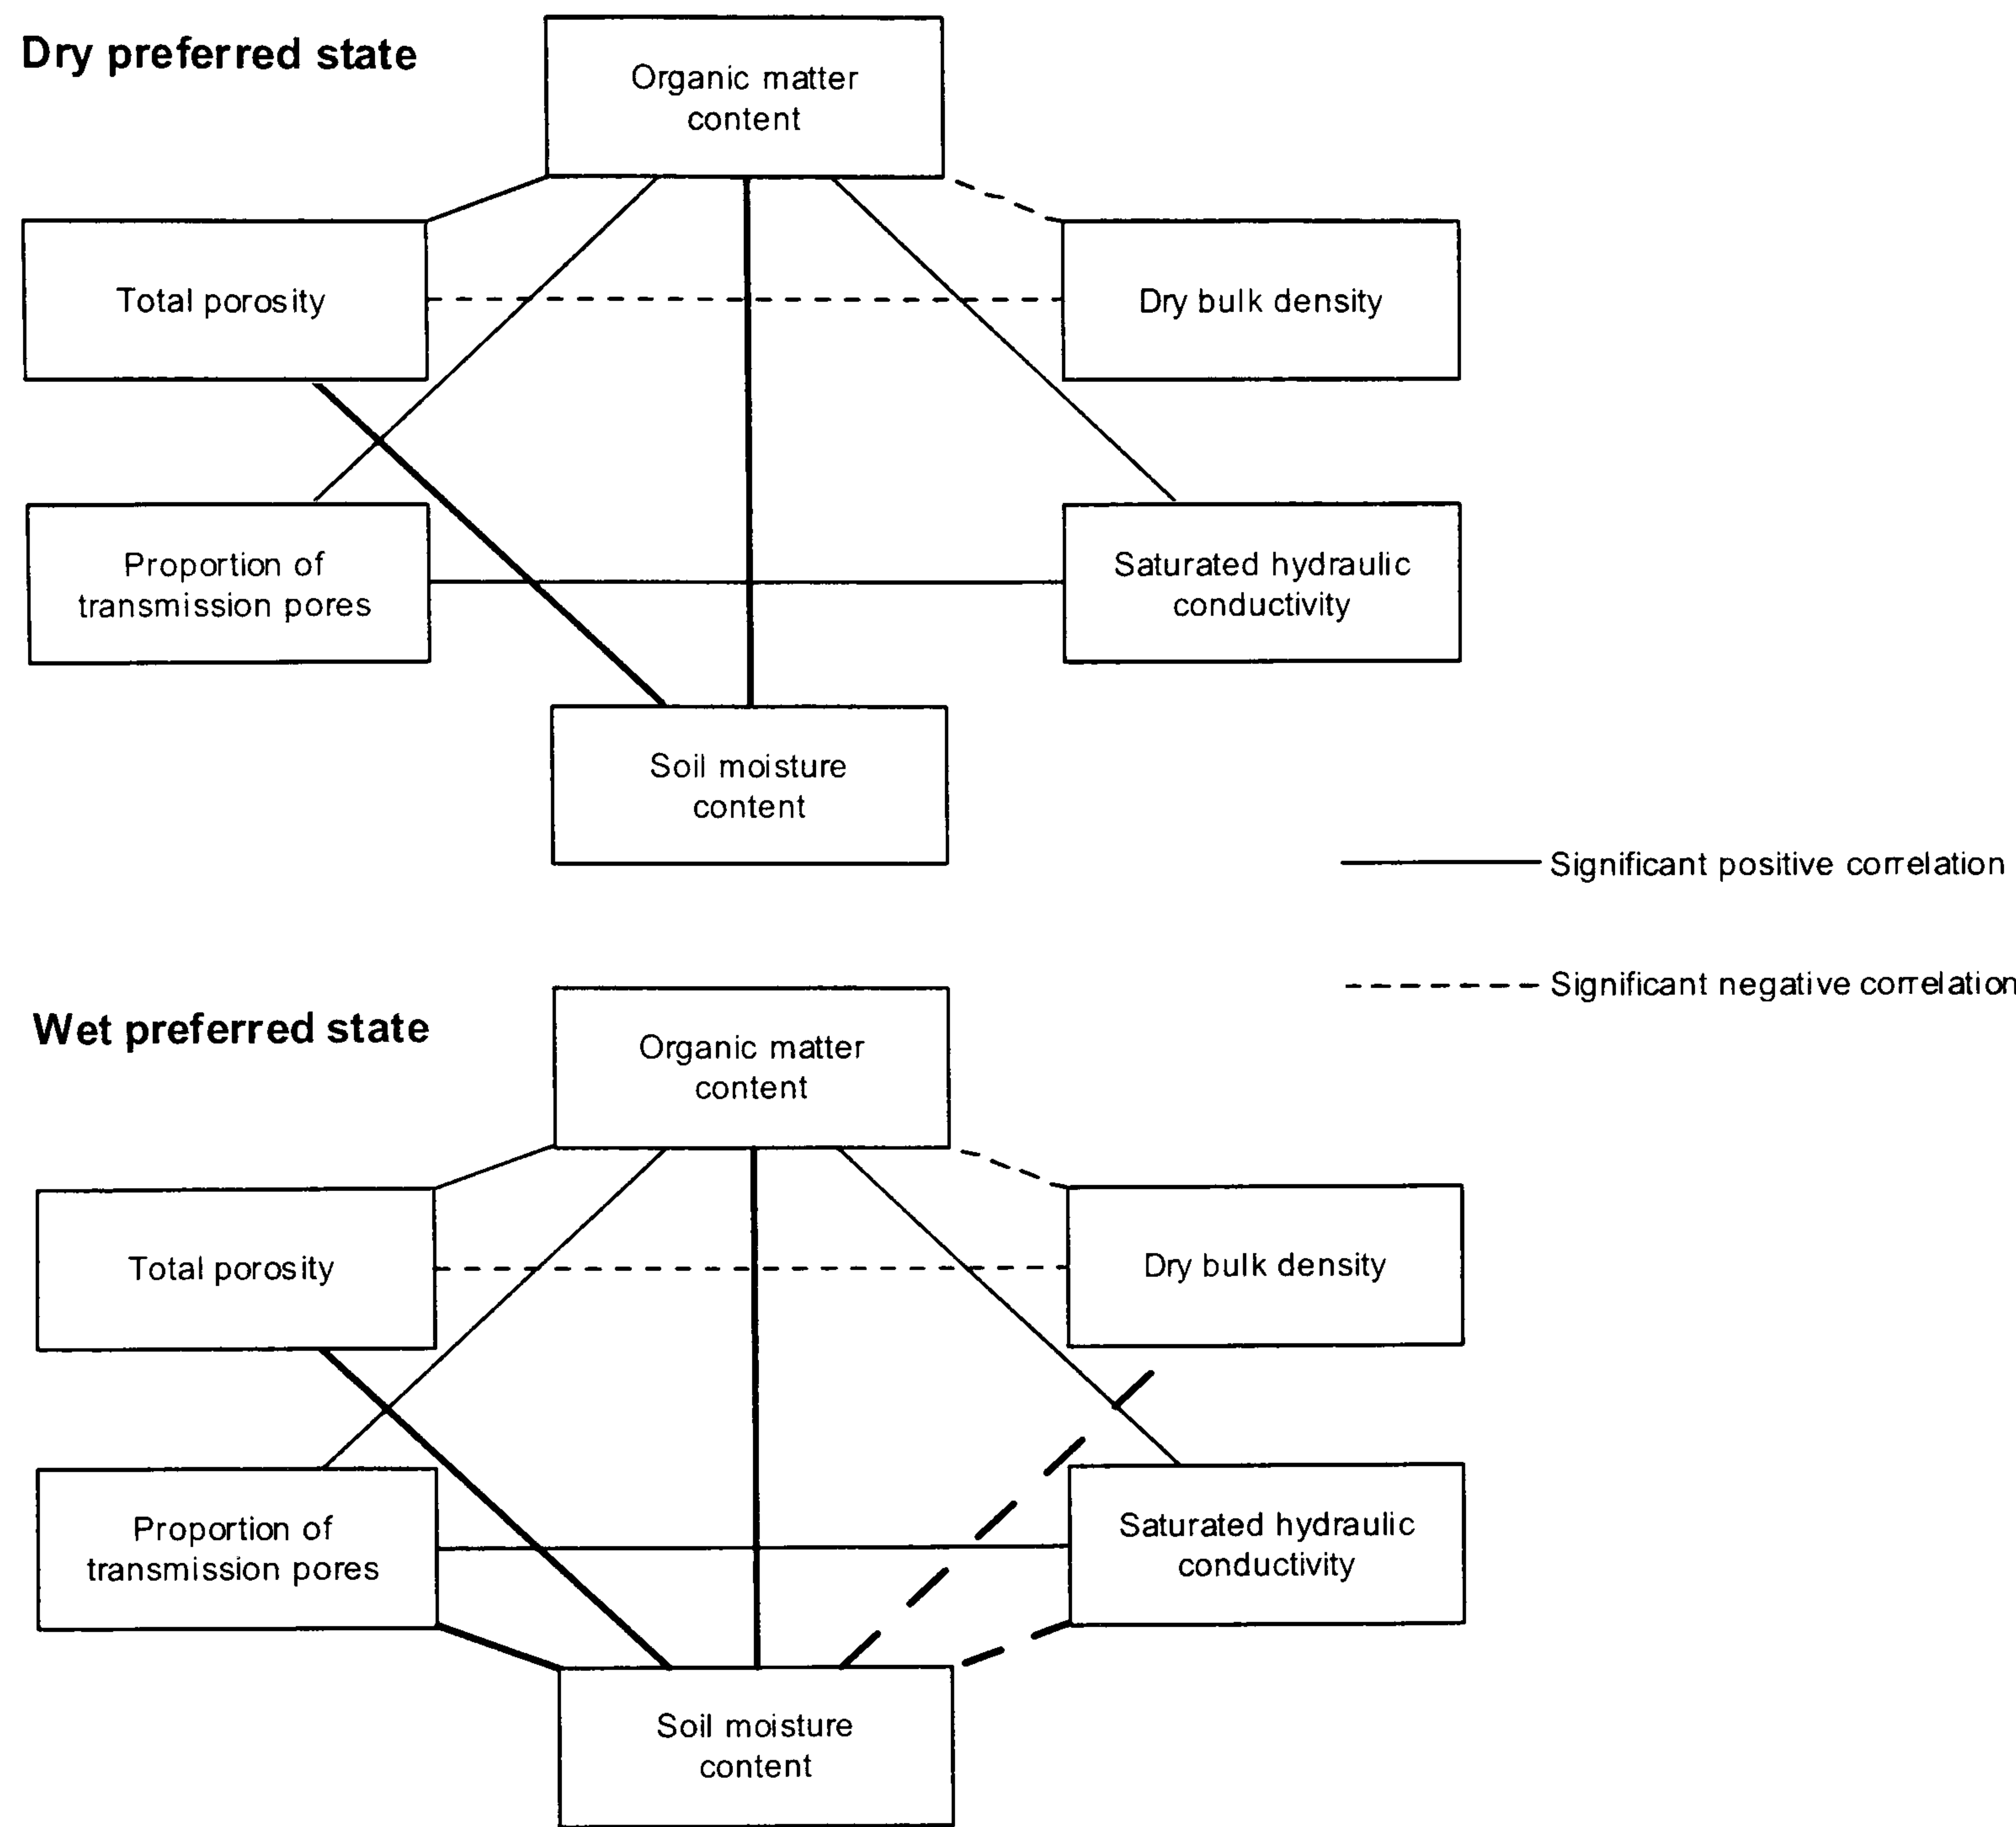 Dry preferred state
Organic matter
content
Total porosity
Dry bulk density
Proportion of
transmission pores
Saturated hydraulic
conductivity
Soil moisture
content
Significant positive correlation
Significant negative correlation
Wet preferred state
Organic matter
content
Total porosity
Dry bulk density
Proportion of
transmission pores
Saturated hydraulic
conductivity
Soil moisture
content